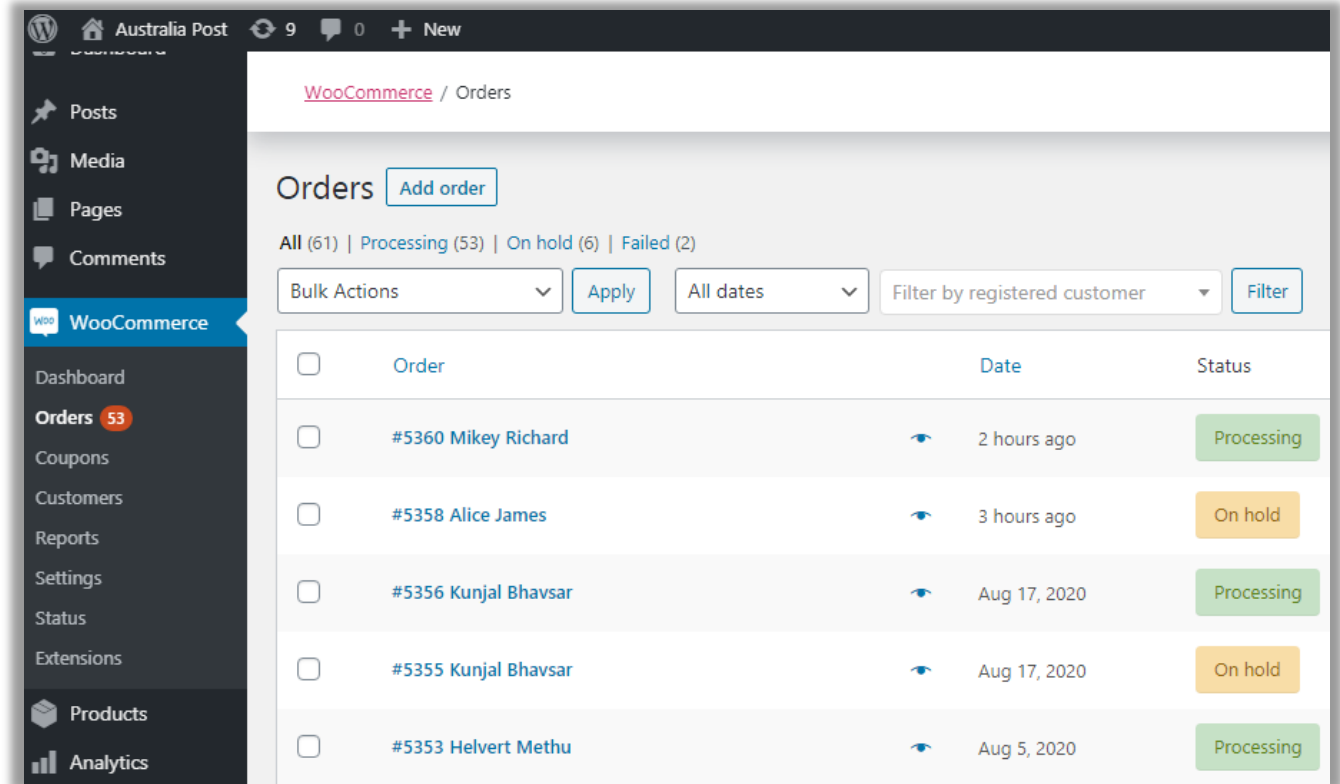 Australia Post 9 0 New
Dashboard
WooCommerce / Orders
Posts
Media
Pages
Comments
WooCommerce
Dashboard
Orders 53
Coupons
Customers
Reports
Settings
Status
Extensions
Products
Analytics
Orders Add order
All (61) | Processing (53) | On hold (6) | Failed (2)
Bulk Actions Apply All dates Filter by registered customer Filter
Order Date Status
#5360 Mikey Richard 2 hours ago Processing
#5358 Alice James 3 hours ago On hold
#5356 Kunjal Bhavsar Aug 17, 2020 Processing
#5355 Kunjal Bhavsar Aug 17, 2020 On hold
#5353 Helvert Methu Aug 5, 2020 Processing